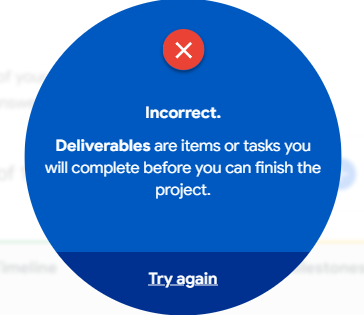 Incorrect.
Deliverables are items or tasks you
will complete before you can finish the
project.
Try again